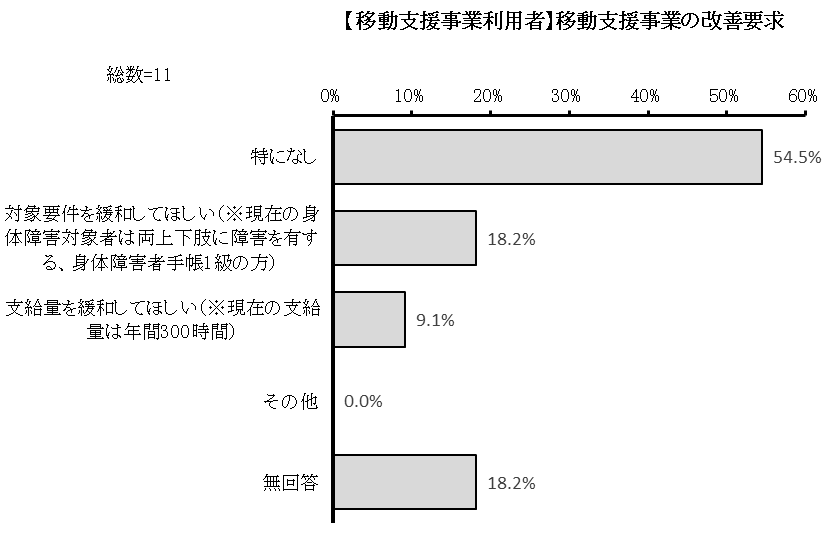 【移動支援事業利用者】移動支援事業の改善要求
総数=11
0%
10%
20%
30%
40%
50%
60%
特になし
54.5%
対象要件を緩和してほしい(※現在の身
体障害対象者は両上下肢に障害を有す
る、身体障害者手帳1級の方)
18.2%
支給量を緩和してほしい(※現在の支給
量は年間300時間)
9.1%
その他
0.0%
無回答
18.2%